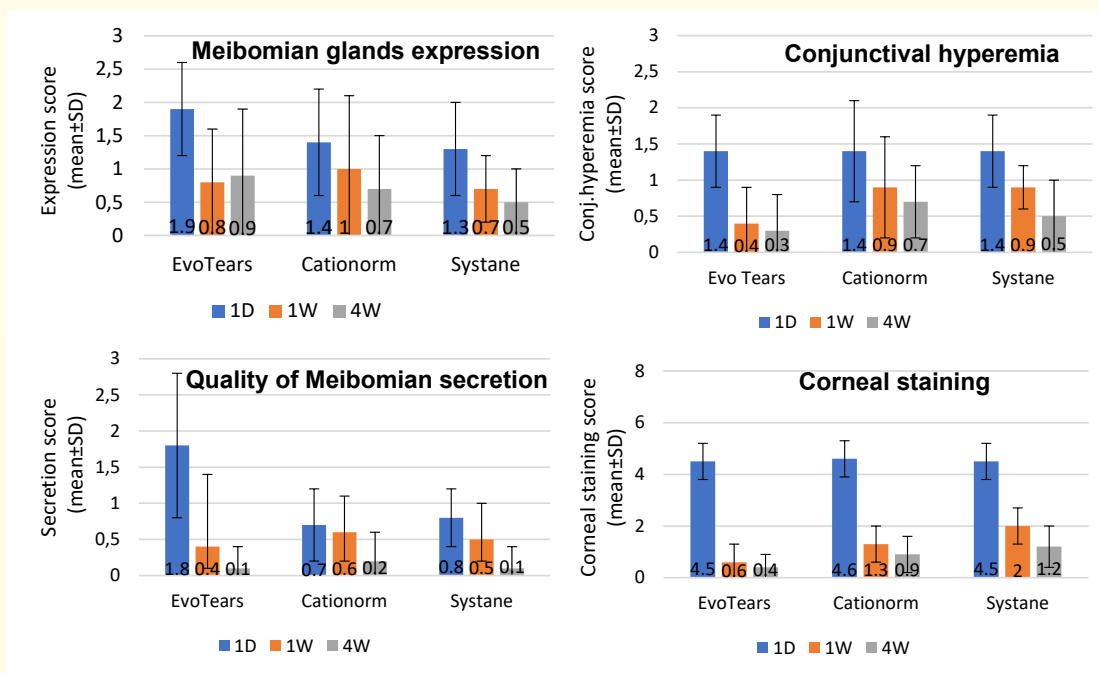 Meibomian glands expression
Expression score
(mean±SD)
3
2,5
2
1,5
1
0,5
0
1.9 0.8 0.9 1.4 1 0.7 1.3 0.7 0.5
EvoTears Cationorm Systane
1D 1W 4W
Conjunctival hyperemia
Conj.hyperemia score
(mean±SD)
3
2,5
2
1,5
1
0,5
0
1.4 0.4 0.3 1.4 0.9 0.7 1.4 0.9 0.5
Evo Tears Cationorm Systane
1D 1W 4W
Quality of Meibomian secretion
Secretion score
(mean±SD)
3
2,5
2
1,5
1
0,5
0
1.8 0.4 0.1 0.7 0.6 0.2 0.8 0.5 0.1
EvoTears Cationorm Systane
1D 1W 4W
Corneal staining
Corneal staining score
(mean±SD)
8
6
4
2
0
4.5 0.6 0.4 4.6 1.3 0.9 4.5 2 1.2
EvoTears Cationorm Systane
1D 1W 4W